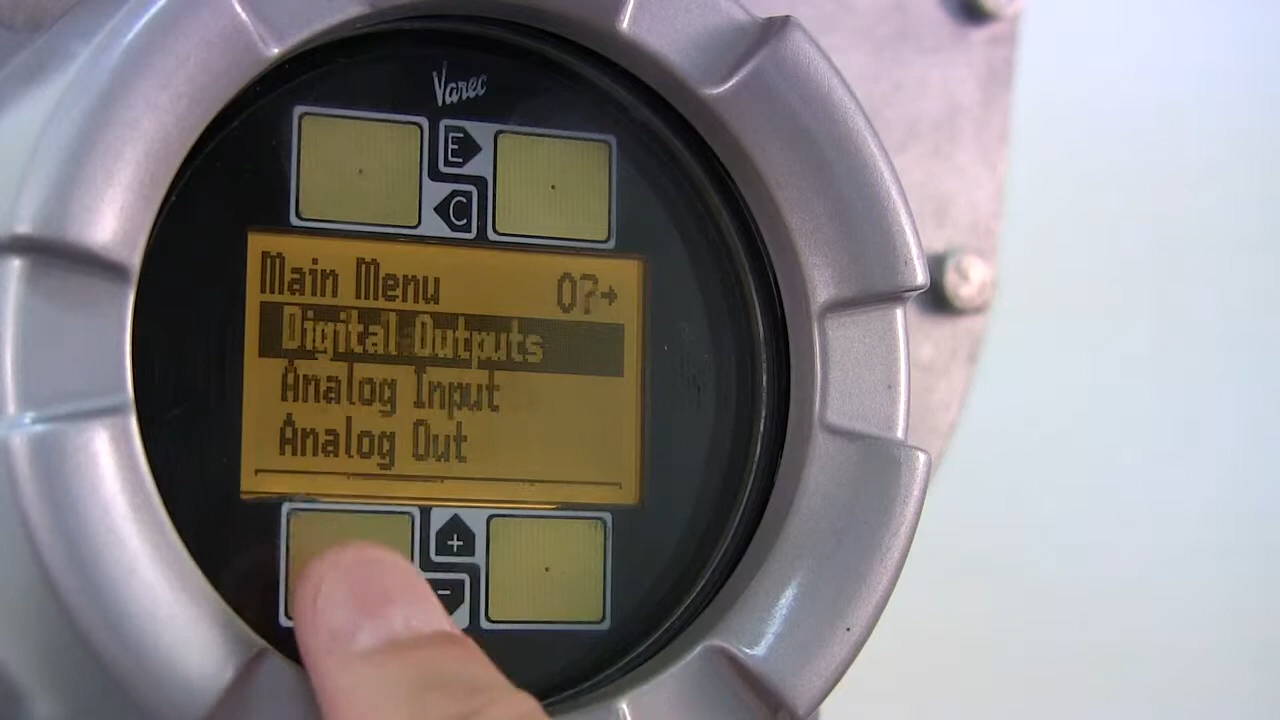 Varec
E
C
Main Menu 07→
Digital Outputs
Analog Input
Analog Out
+
-